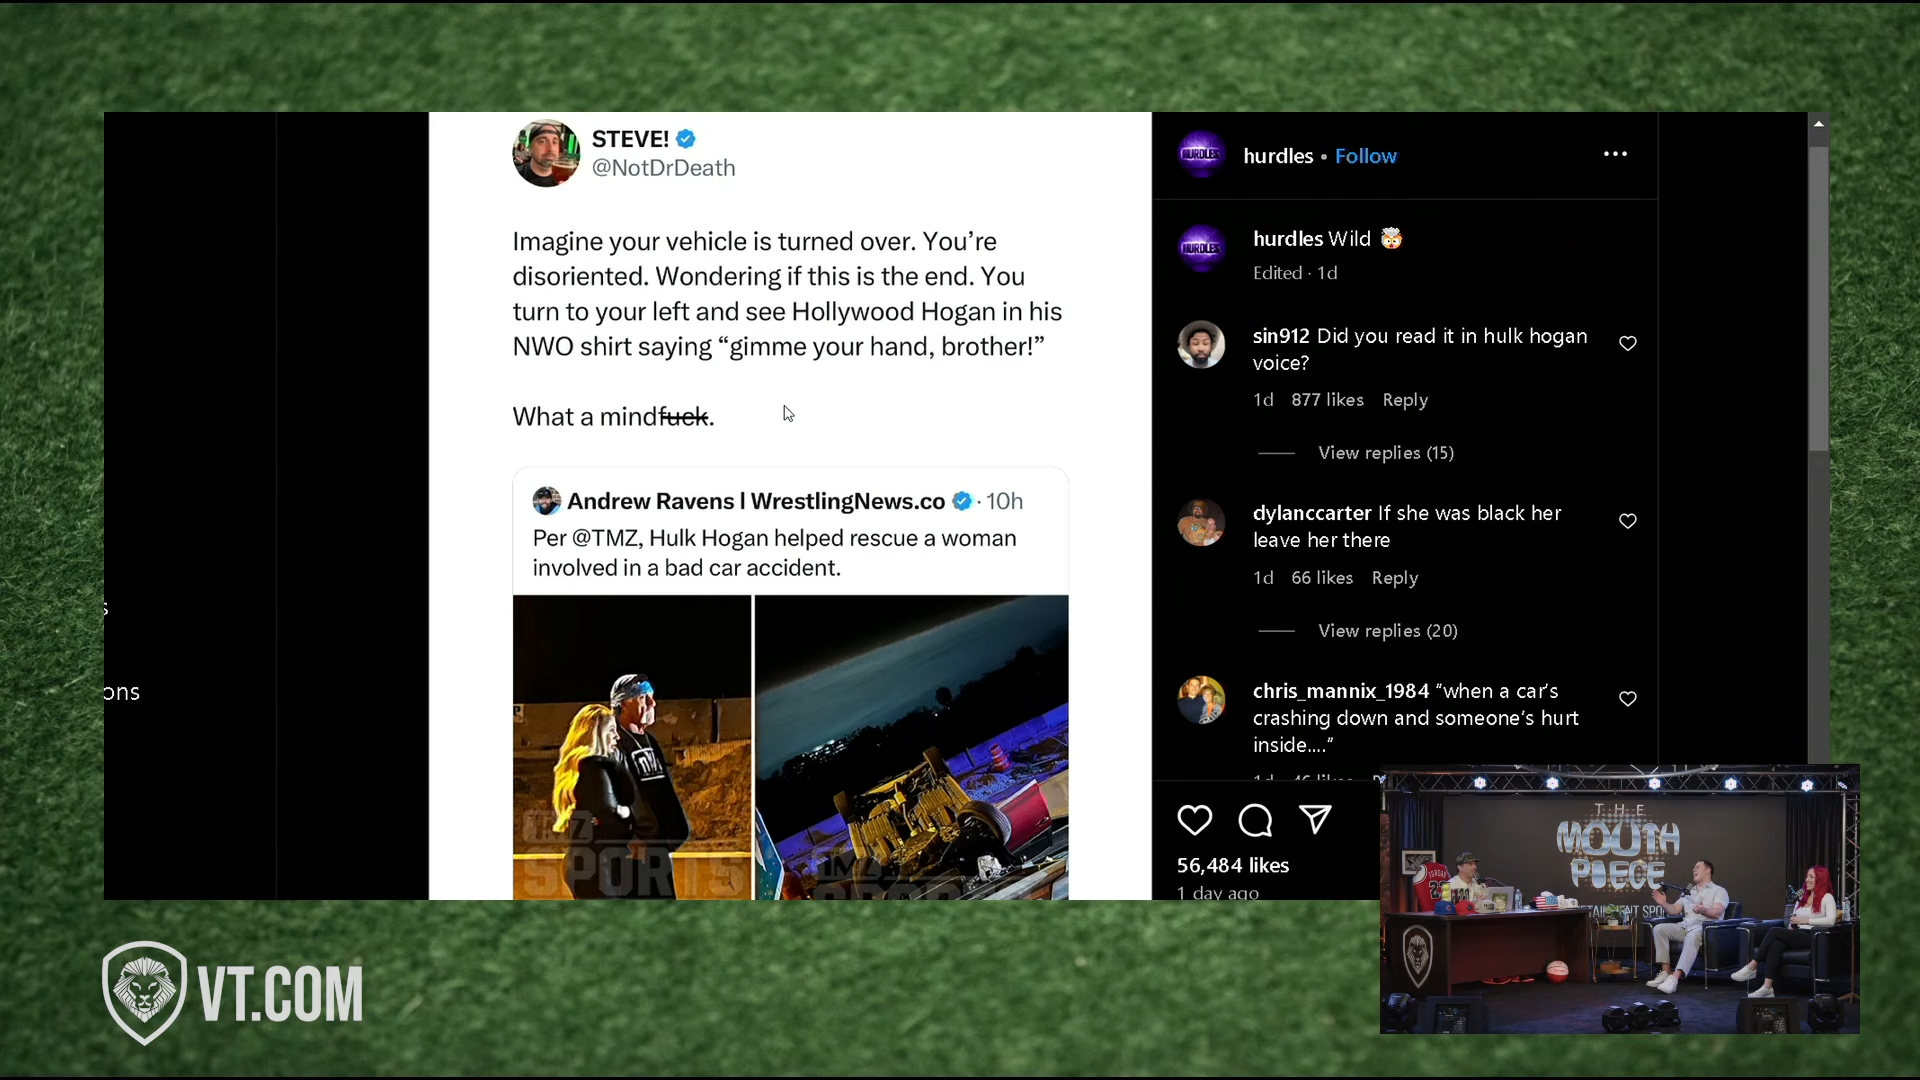 STEVE!
@NotDrDeath
Imagine your vehicle is turned over. You’re
disoriented. Wondering if this is the end. You
turn to your left and see Hollywood Hogan in his
NWO shirt saying “gimme your hand, brother!”
What a mindfuck.
Andrew Ravens | WrestlingNews.co · 10h
Per @TMZ, Hulk Hogan helped rescue a woman
involved in a bad car accident.
TMZ
SPORTS
TMZ
ons
HURDLES
hurdles • Follow
HURDLES
hurdles Wild 🤯
Edited · 1d
sin912 Did you read it in hulk hogan
voice?
1d 877 likes Reply
View replies (15)
dylanccarter If she was black her
leave her there
1d 66 likes Reply
View replies (20)
chris_mannix_1984 “when a car’s
crashing down and someone’s hurt
inside....”
56,484 likes
1 day ago
THE
MOUTH
PIECE
VT.COM